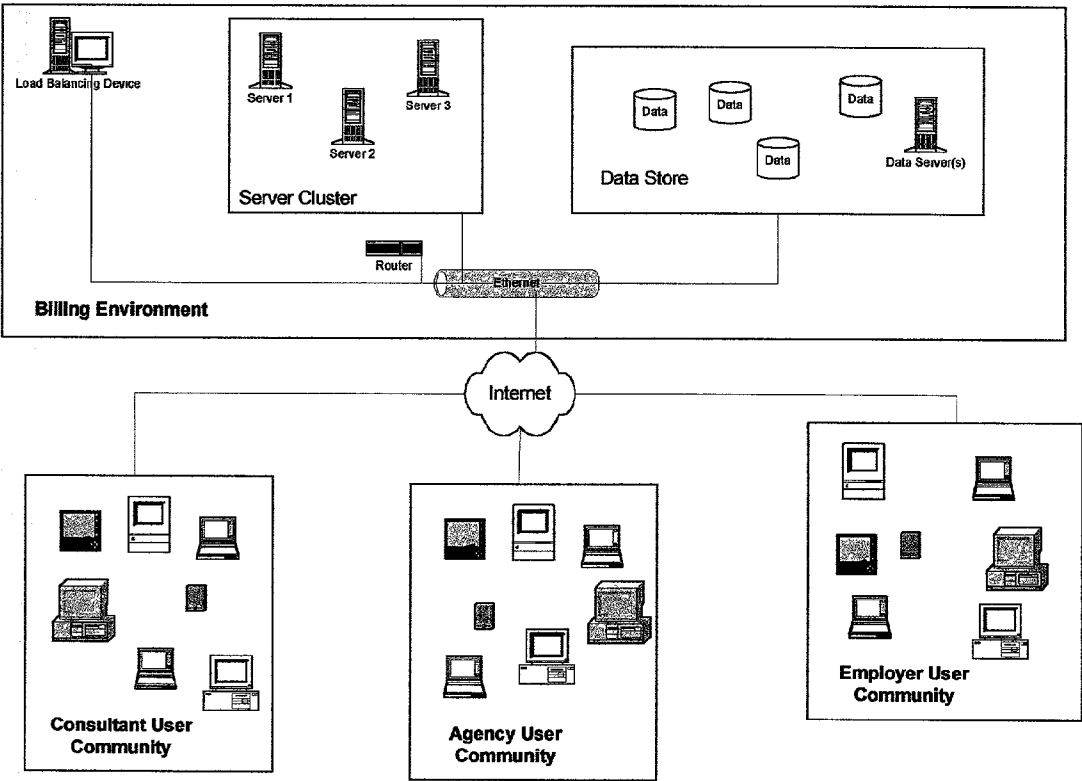 Load Balancing Device
Server 1
Server 2
Server 3
Server Cluster
Data
Data
Data
Data
Data Server(s)
Data Store
Router
Ethernet
Billing Environment
Internet
Consultant User
Community
Agency User
Community
Employer User
Community